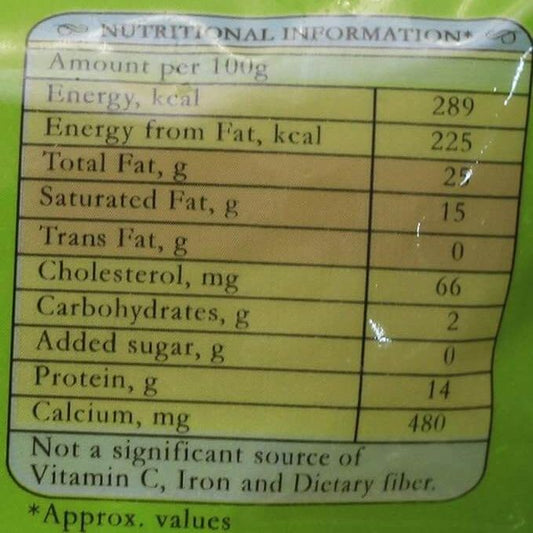 NUTRITIONAL INFORMATION*
Amount per 100g
Energy, kcal 289
Energy from Fat, kcal 225
Total Fat, g 25
Saturated Fat, g 15
Trans Fat, g 0
Cholesterol, mg 66
Carbohydrates, g 2
Added sugar, g 0
Protein, g 14
Calcium, mg 480
Not a significant source of
Vitamin C, Iron and Dietary fiber.
*Approx. values